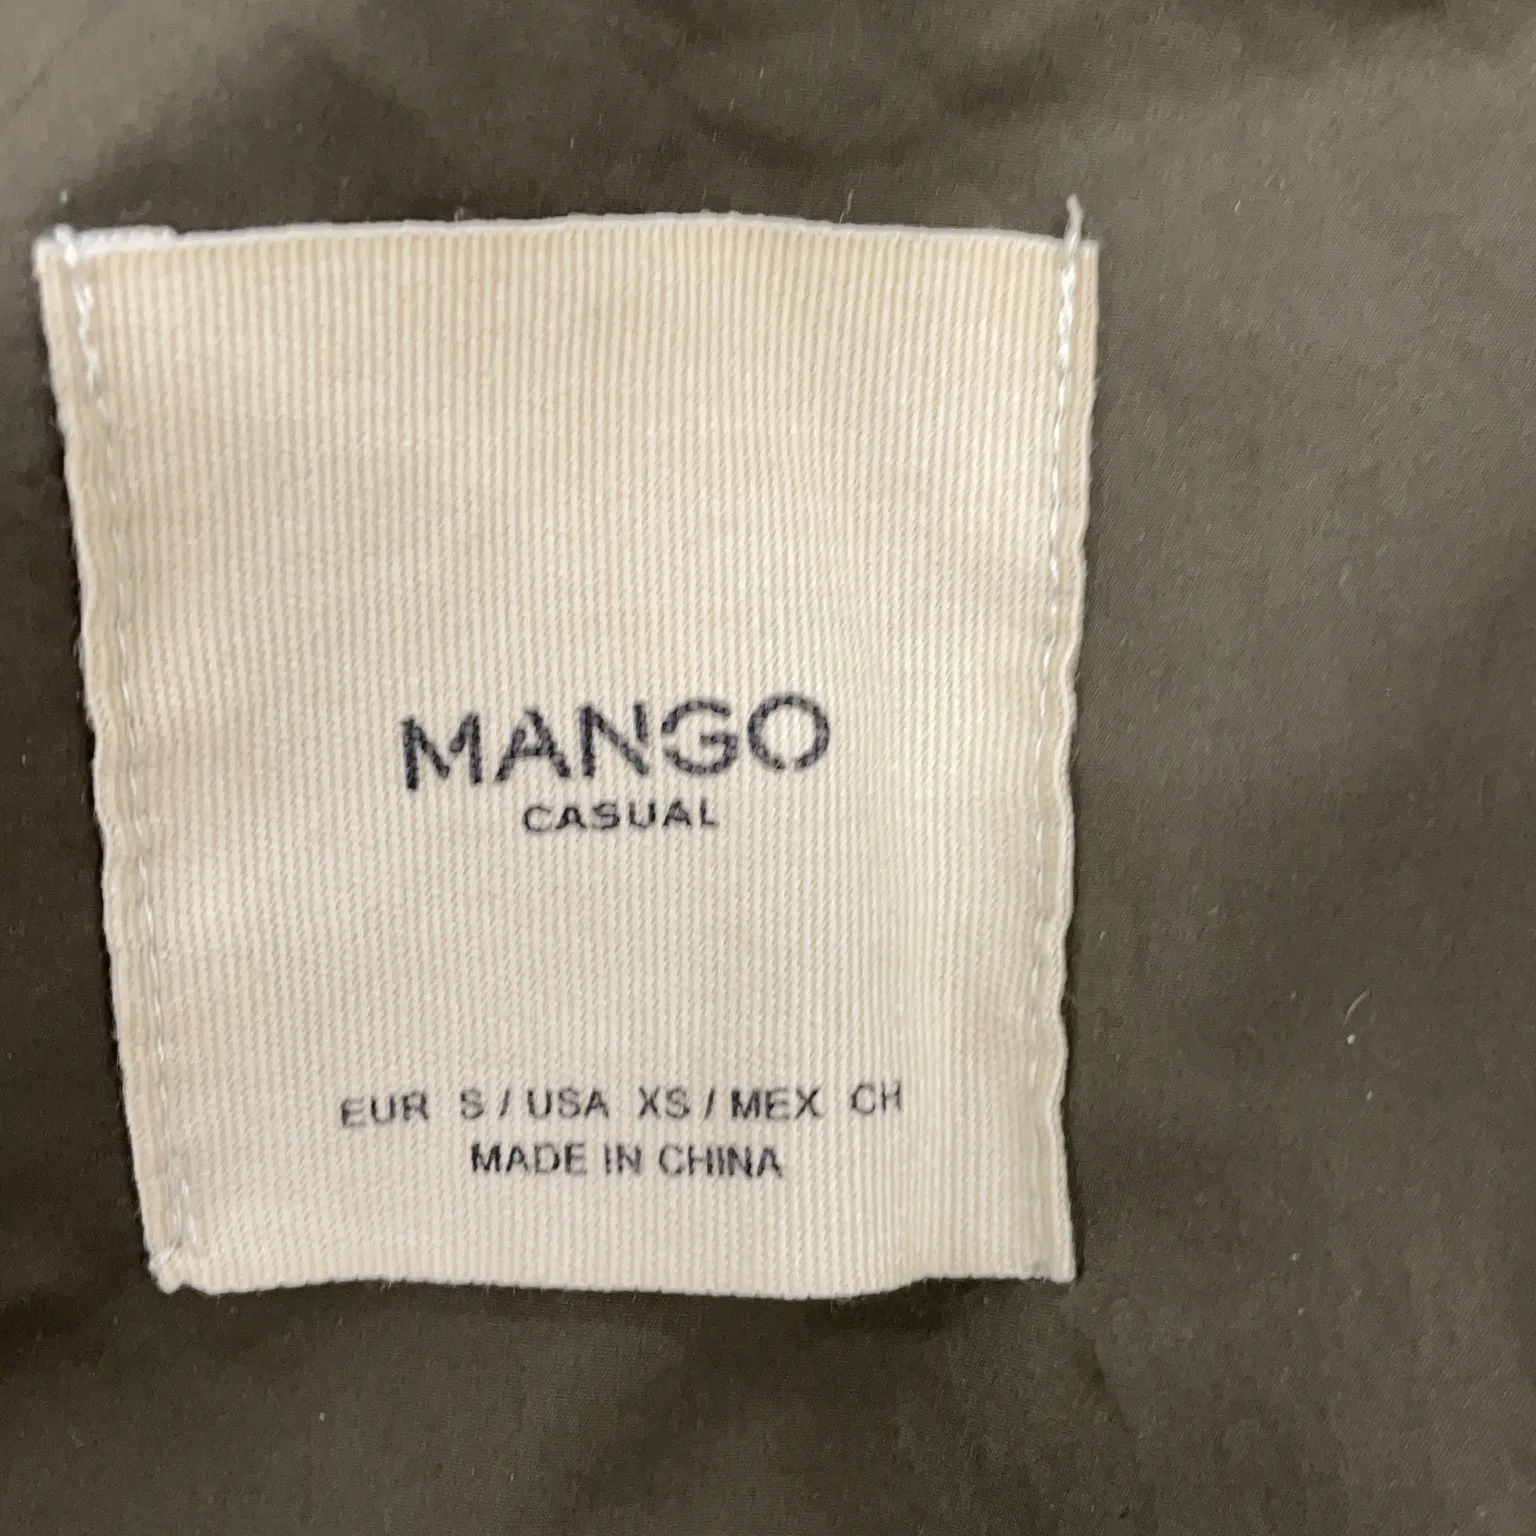 MANGO
CASUAL
EUR S / USA XS / MEX CH
MADE IN CHINA